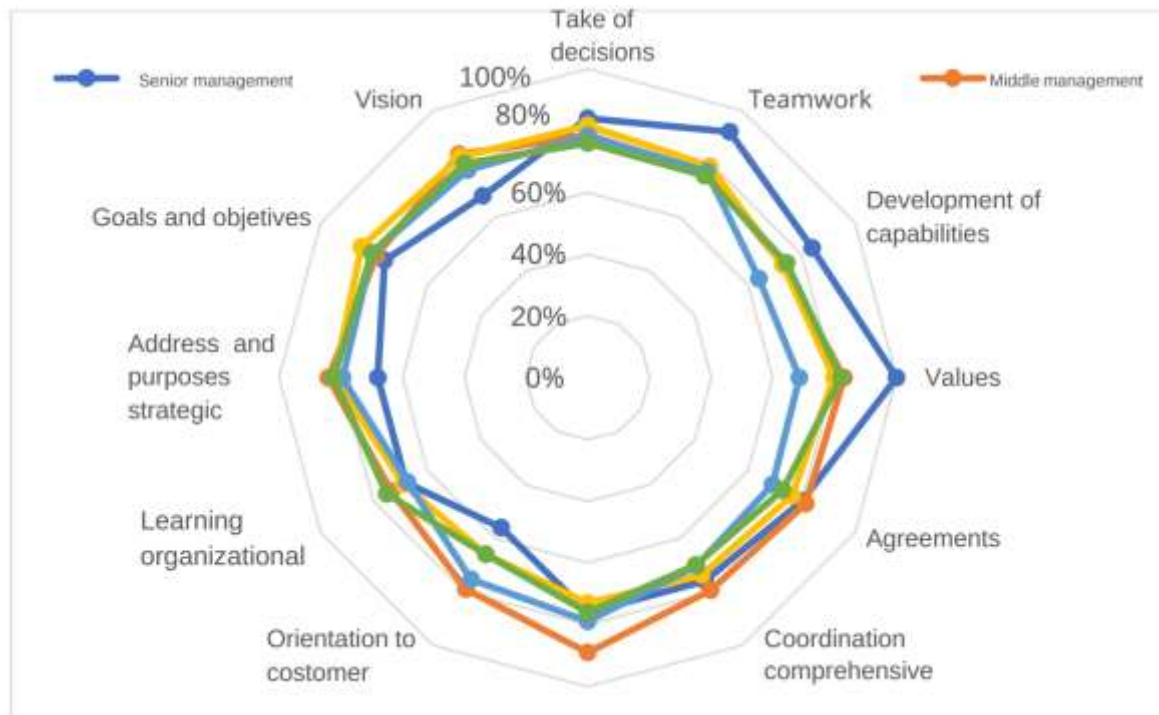 Take of
decisions
Senior management
Middle management
100%
80%
60%
40%
20%
0%
Vision
Teamwork
Goals and objetives
Development of
capabilities
Address and
purposes
strategic
Values
Learning
organizational
Agreements
Orientation to
costomer
Coordination
comprehensive